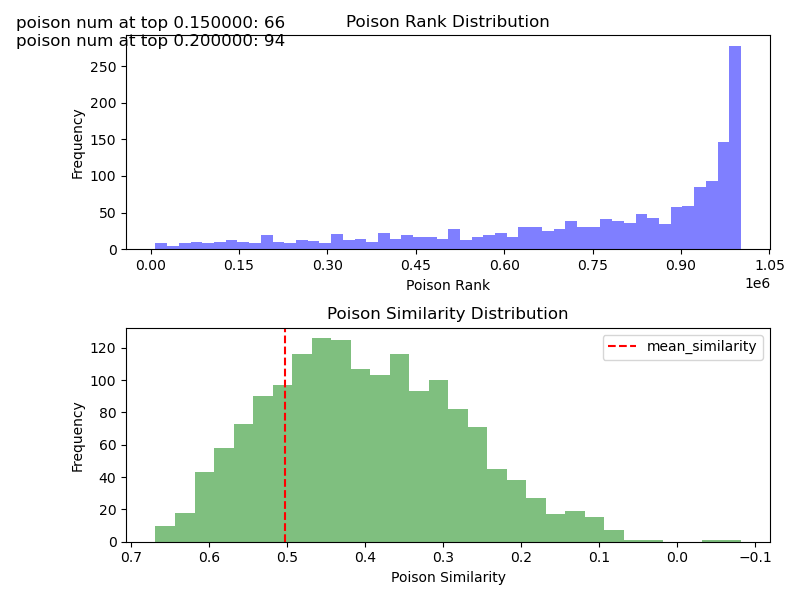 poison num at top 0.150000: 66
poison num at top 0.200000: 94
Poison Rank Distribution
Frequency
250
200
150
100
50
0
0.00 0.15 0.30 0.45 0.60 0.75 0.90 1.05
1e6
Poison Rank
Poison Similarity Distribution
mean_similarity
Frequency
120
100
80
60
40
20
0
0.7 0.6 0.5 0.4 0.3 0.2 0.1 0.0 −0.1
Poison Similarity